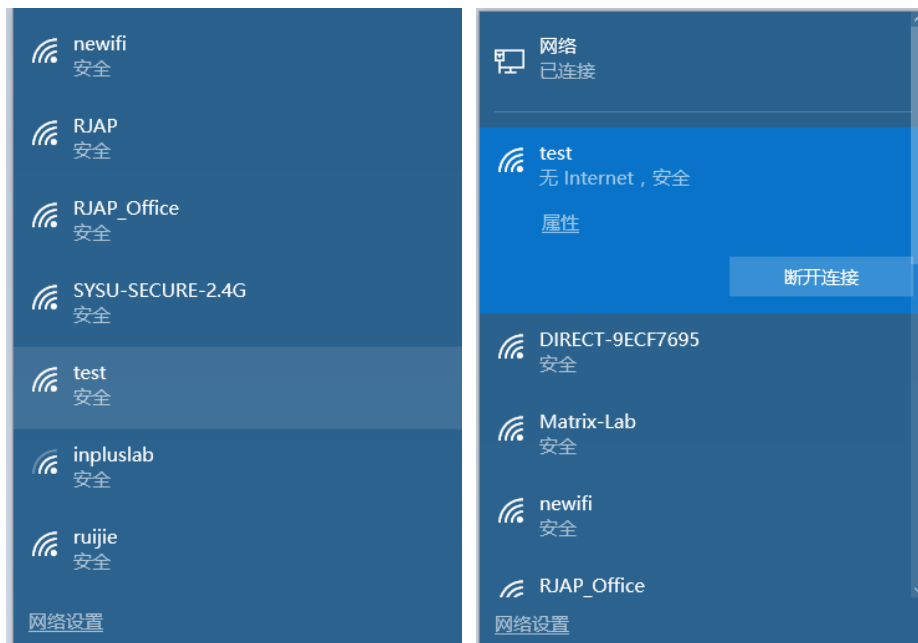 newifi
安全
RJAP
安全
RJAP_Office
安全
SYSU-SECURE-2.4G
安全
test
安全
inpluslab
安全
ruijie
安全
网络设置
网络
已连接
test
无 Internet，安全
属性
断开连接
DIRECT-9ECF7695
安全
Matrix-Lab
安全
newifi
安全
RJAP_Office
网络设置